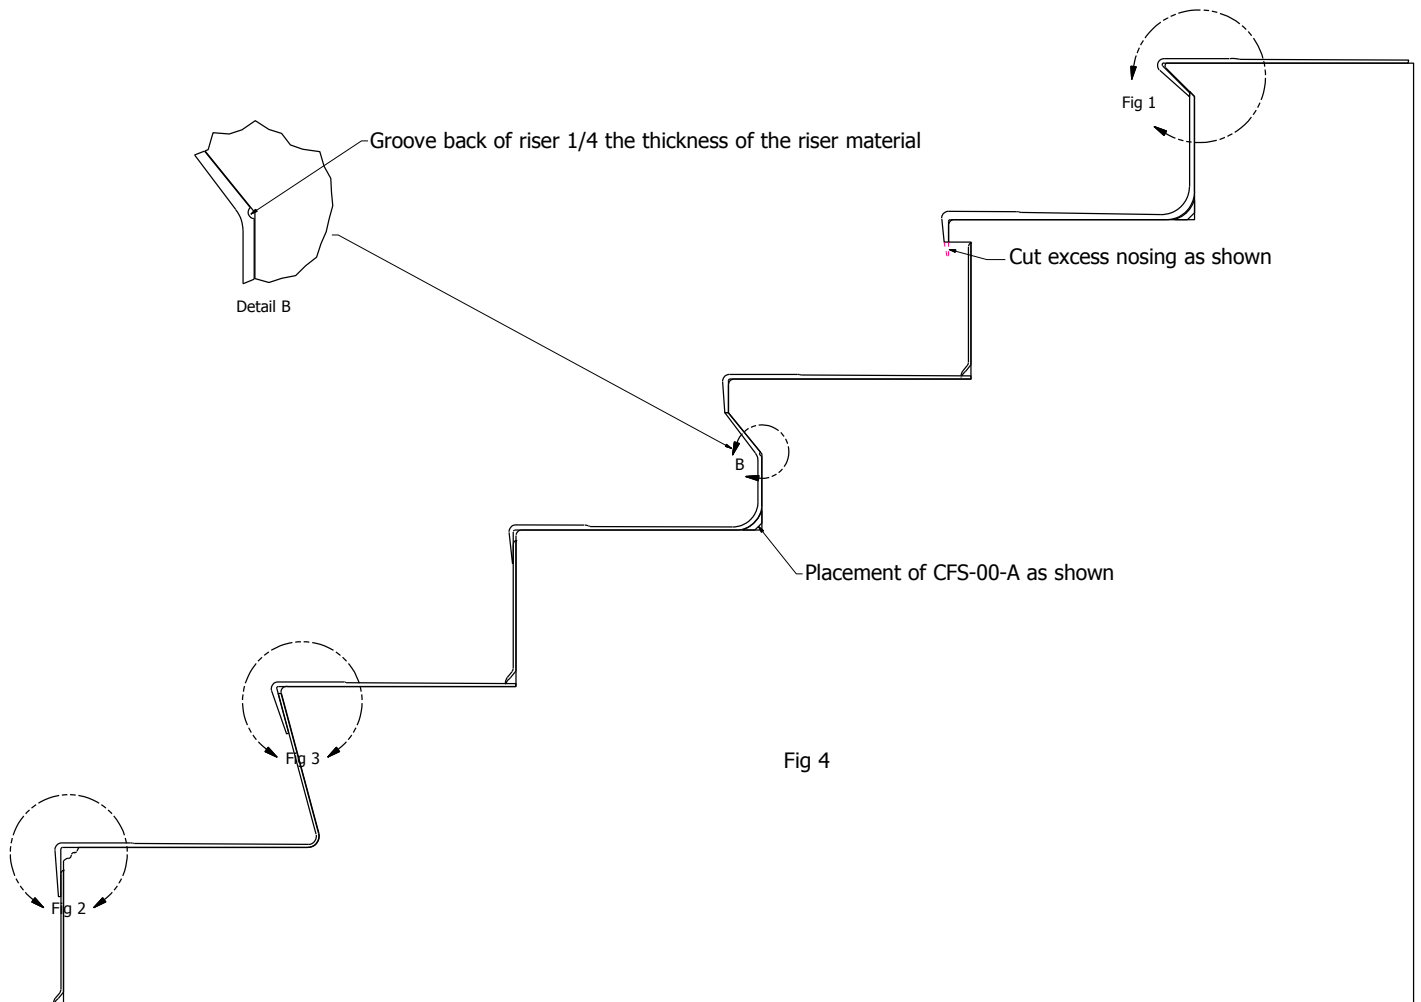 Fig 1
Groove back of riser 1/4 the thickness of the riser material
Cut excess nosing as shown
Detail B
B
Placement of CFS-00-A as shown
Fig 3
Fig 4
Fig 2